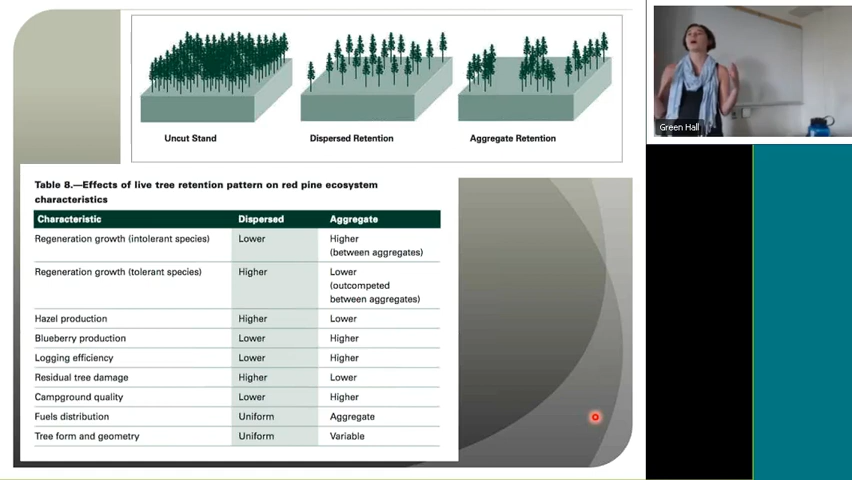 Uncut Stand
Dispersed Retention
Aggregate Retention
Green Hall
Table 8.—Effects of live tree retention pattern on red pine ecosystem
characteristics
Characteristic Dispersed Aggregate
Regeneration growth (intolerant species) Lower Higher
(between aggregates)
Regeneration growth (tolerant species) Higher Lower
(outcompeted
between aggregates)
Hazel production Higher Lower
Blueberry production Lower Higher
Logging efficiency Lower Higher
Residual tree damage Higher Lower
Campground quality Lower Higher
Fuels distribution Uniform Aggregate
Tree form and geometry Uniform Variable